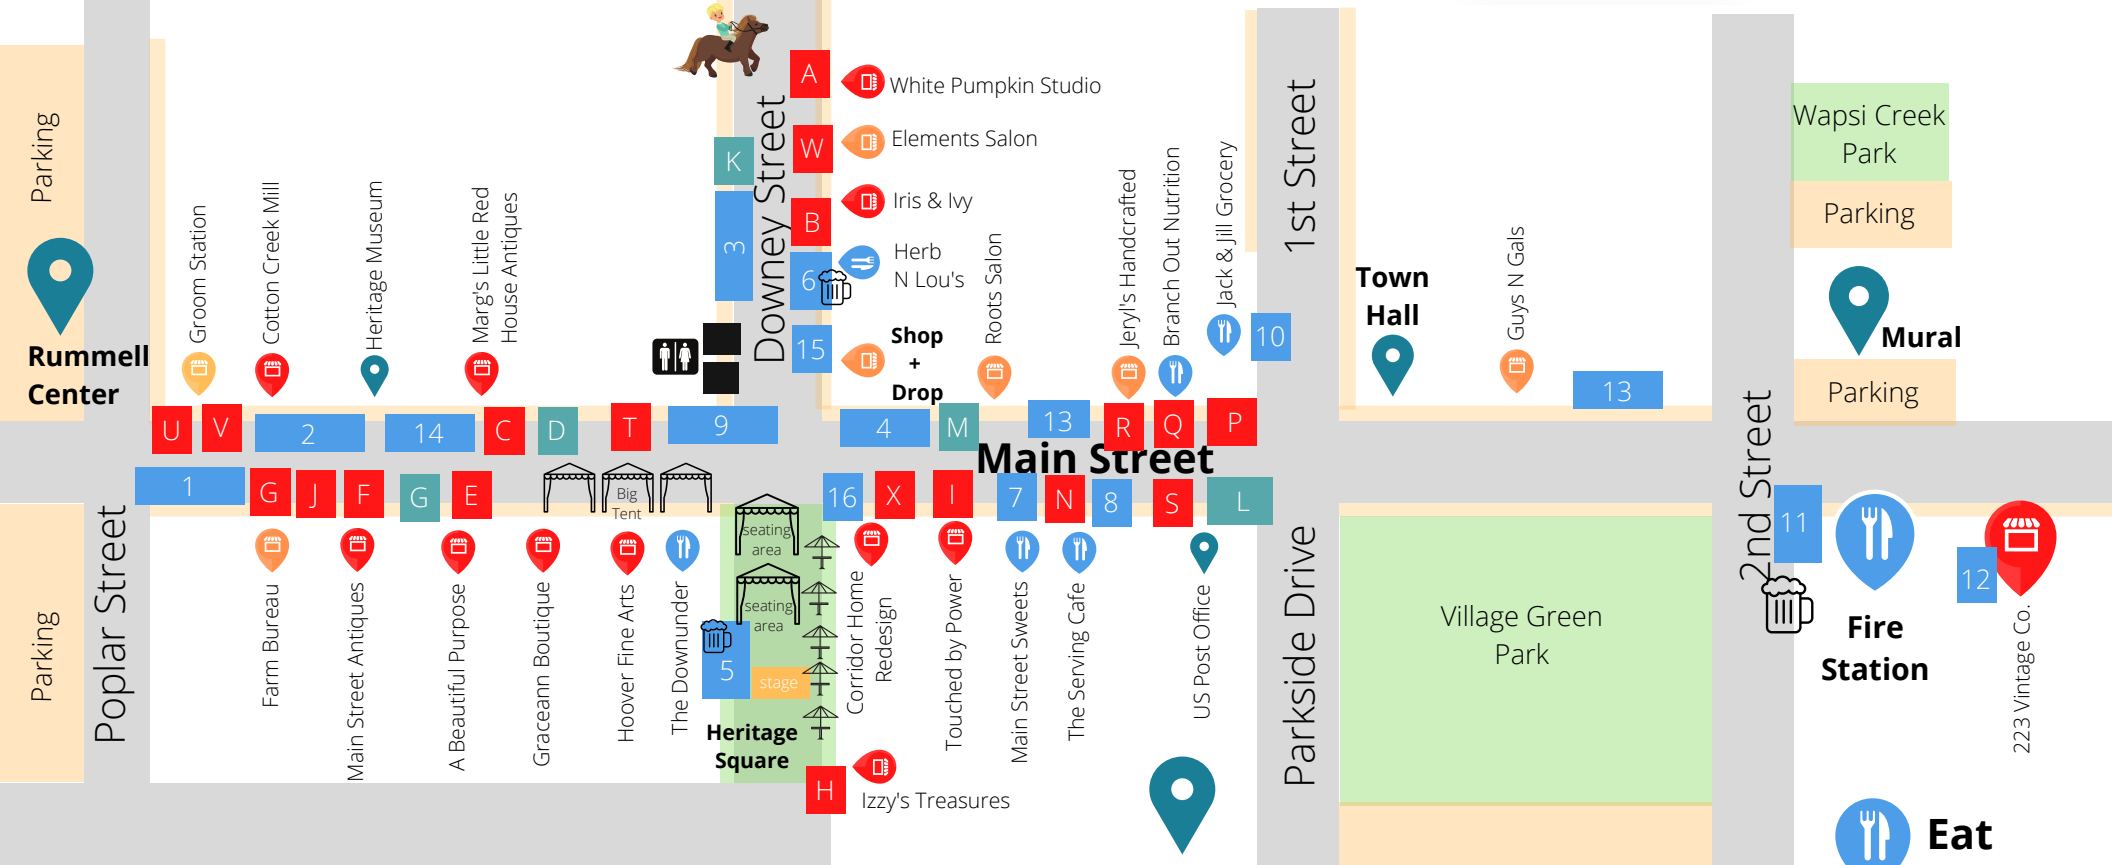 A
White Pumpkin Studio
W
Elements Salon
K
B
Iris & Ivy
3
6
Herb
N Lou's
15
Shop
+
Drop
Downey Street
1st Street
Wapsi Creek
Park
Parking
Parking
Parking
Mural
Rummell
Center
Groom Station
Cotton Creek Mill
Heritage Museum
Marg's Little Red
House Antiques
Roots Salon
Jeryl's Handcrafted
Branch Out Nutrition
Jack & Jill Grocery
10
Town
Hall
Guys N Gals
13
U
V
2
14
C
D
T
9
4
M
13
R
Q
P
Main Street
1
G
J
F
G
E
Big
Tent
16
X
I
7
N
8
S
L
2nd Street
11
12
Fire
Station
223 Vintage Co.
Parking
Poplar Street
Farm Bureau
Main Street Antiques
A Beautiful Purpose
Graceann Boutique
Hoover Fine Arts
The Downunder
seating
area
seating
area
5
stage
Heritage
Square
Corridor Home
Redesign
Touched by Power
Main Street Sweets
The Serving Cafe
US Post Office
Parkside Drive
Village Green
Park
H
Izzy's Treasures
Eat